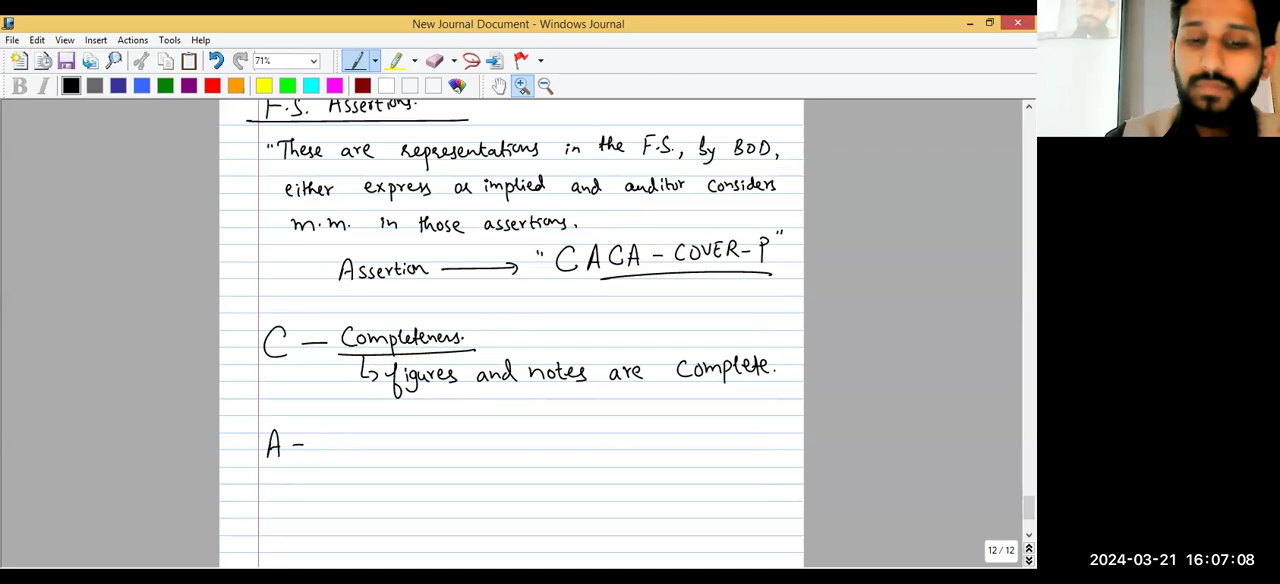 New Journal Document - Windows Journal
File Edit View Insert Actions Tools Help
71%
B I
F.S. Assertions.
"These are representations in the F.S., by BOD,
either express or implied and auditor considers
m.m. in those assertions.
Assertion → "CACA - COVER - P"
C - Completeness.
↳ figures and notes are complete.
A -
12 / 12
2024-03-21 16:07:08